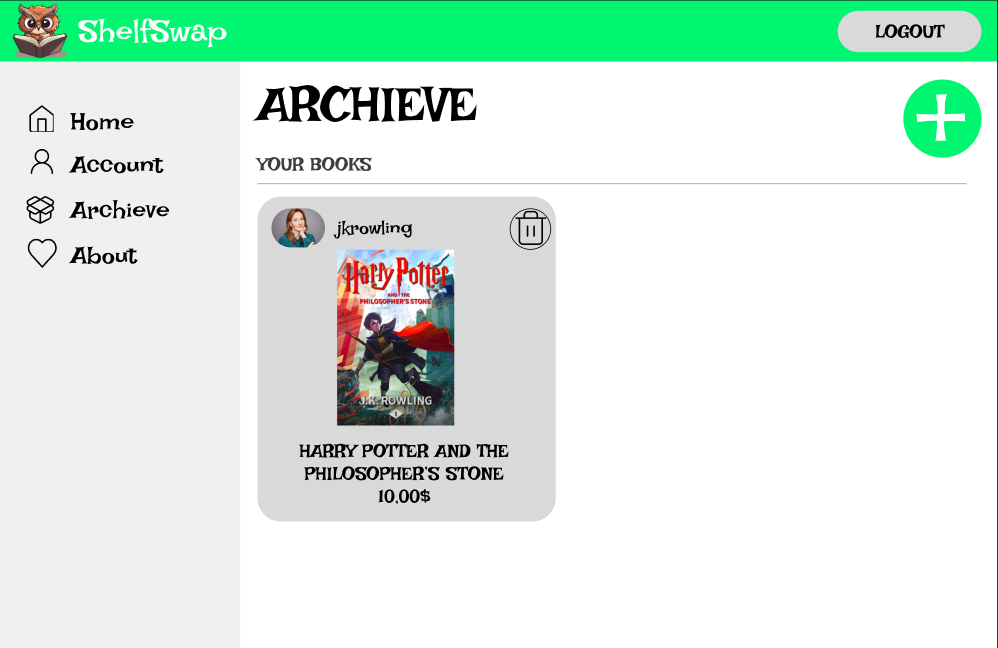 ShelfSwap
LOGOUT
Home
Account
Archieve
About
ARCHIEVE
YOUR BOOKS
jkrowling
Harry Potter
AND THE
PHILOSOPHER'S STONE
J.K. ROWLING
1
HARRY POTTER AND THE
PHILOSOPHER'S STONE
10,00$